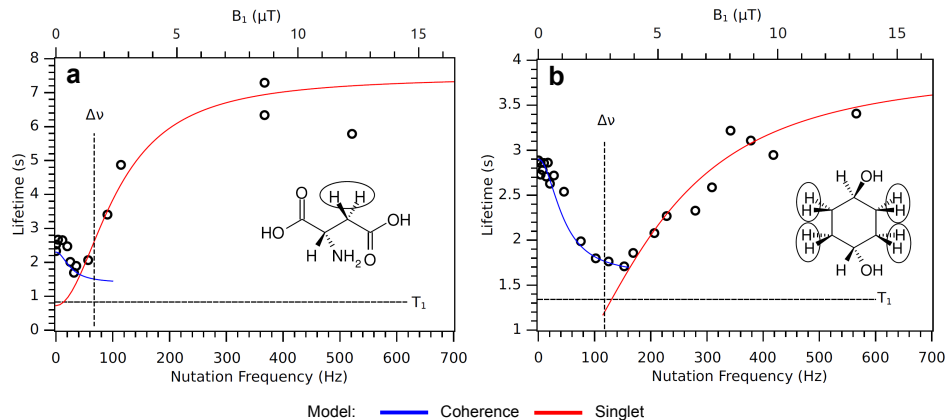 B₁ (μT)
0 5 10 15
a
Δν
8
7
6
5
4
3
2
1
0
Lifetime (s)
O
H H
HO
OH
H NH₂ O
T₁
0 100 200 300 400 500 600 700
Nutation Frequency (Hz)
B₁ (μT)
0 5 10 15
b
Δν
4
3.5
3
2.5
2
1.5
1
Lifetime (s)
H OH
H H
H H
H H
H H
H OH
T₁
0 100 200 300 400 500 600 700
Nutation Frequency (Hz)
Model: Coherence Singlet